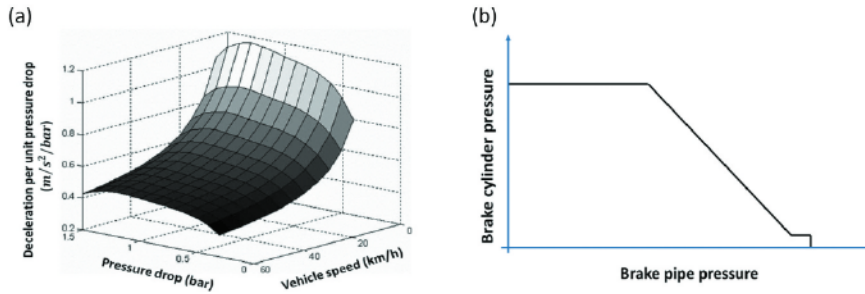 (a)
Deceleration per unit pressure drop
(m/s²/bar)
1.2
1
0.8
0.6
0.4
0.2
1.5
1
0.5
0
Pressure drop (bar)
60
40
20
0
Vehicle speed (km/h)
(b)
Brake cylinder pressure
Brake pipe pressure